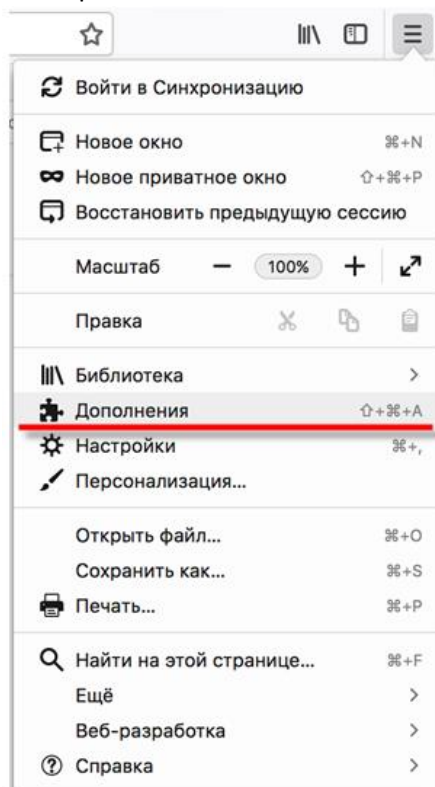 Войти в Синхронизацию
Новое окно ⌘+N
Новое приватное окно ⇧+⌘+P
Восстановить предыдущую сессию
Масштаб − 100% +
Правка
Библиотека >
Дополнения ⇧+⌘+A
Настройки ⌘+,
Персонализация...
Открыть файл... ⌘+O
Сохранить как... ⌘+S
Печать... ⌘+P
Найти на этой странице... ⌘+F
Ещё >
Веб-разработка >
Справка >